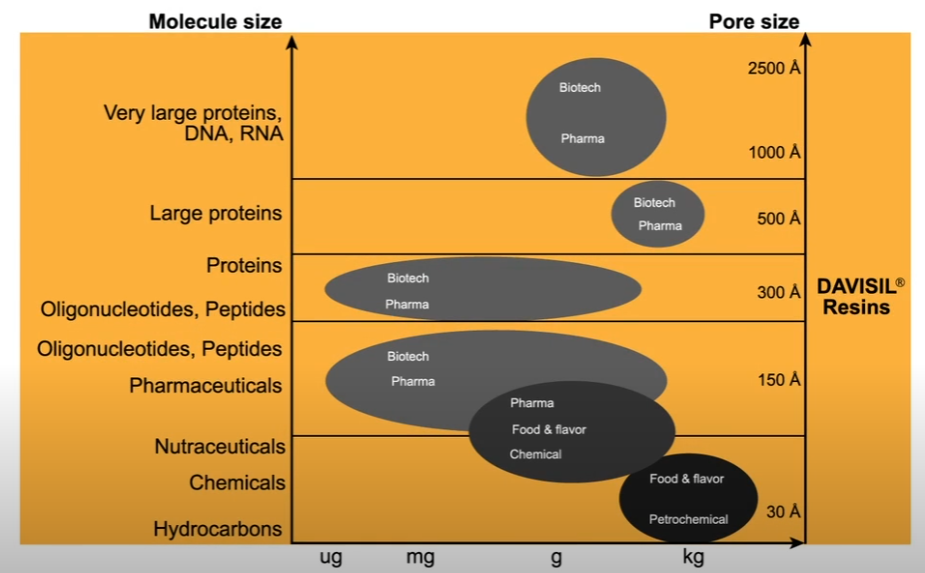 Molecule size
Pore size
2500 Å
Biotech
Very large proteins,
DNA, RNA
Pharma
1000 Å
Large proteins
Biotech
Pharma
500 Å
Proteins
Biotech
Pharma
300 Å
DAVISIL®
Resins
Oligonucleotides, Peptides
Oligonucleotides, Peptides
Biotech
Pharmaceuticals
Pharma
150 Å
Pharma
Food & flavor
Chemical
Nutraceuticals
Chemicals
Food & flavor
Petrochemical
30 Å
Hydrocarbons
ug mg g kg